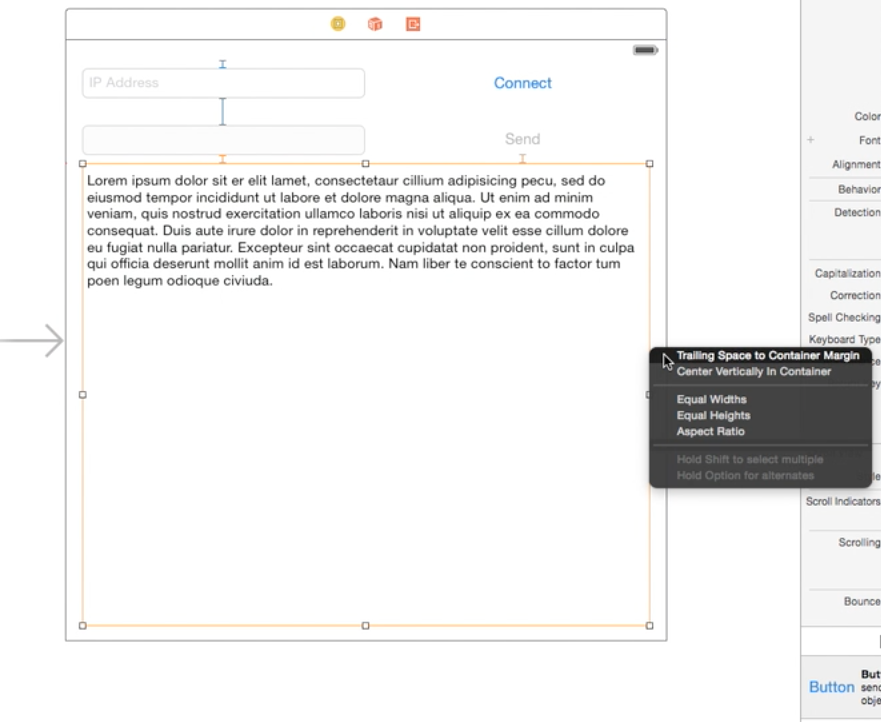 IP Address
Connect
Send
Lorem ipsum dolor sit er elit lamet, consectetaur cillium adipisicing pecu, sed do
eiusmod tempor incididunt ut labore et dolore magna aliqua. Ut enim ad minim
veniam, quis nostrud exercitation ullamco laboris nisi ut aliquip ex ea commodo
consequat. Duis aute irure dolor in reprehenderit in voluptate velit esse cillum dolore
eu fugiat nulla pariatur. Excepteur sint occaecat cupidatat non proident, sunt in culpa
qui officia deserunt mollit anim id est laborum. Nam liber te conscient to factor tum
poen legum odioque civiuda.
Trailing Space to Container Margin
Center Vertically In Container
Equal Widths
Equal Heights
Aspect Ratio
Hold Shift to select multiple
Hold Option for alternates
Color
+ Font
Alignment
Behavior
Detection
Capitalization
Correction
Spell Checking
Keyboard Type
Scroll Indicators
Scrolling
Bounce
Button